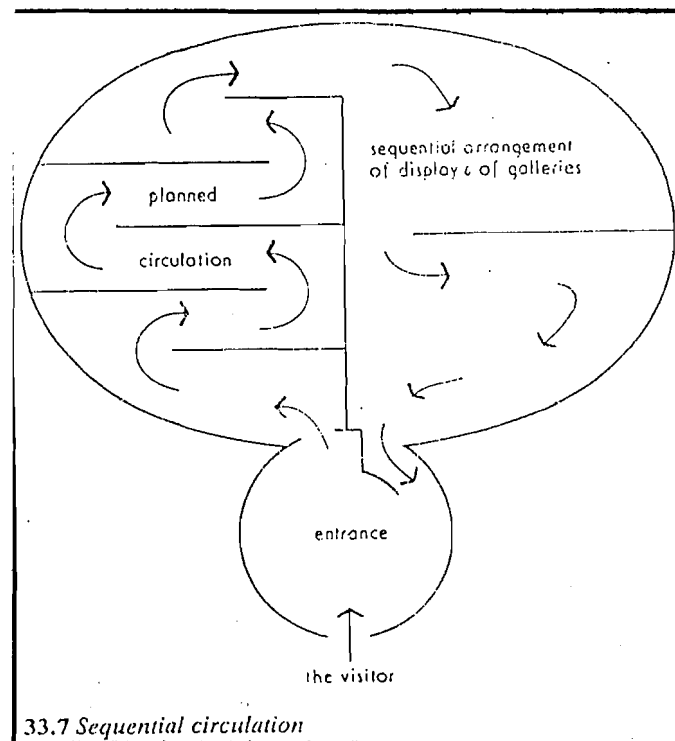 sequential arrangement
of display & of galleries
planned
circulation
entrance
the visitor
33.7 Sequential circulation